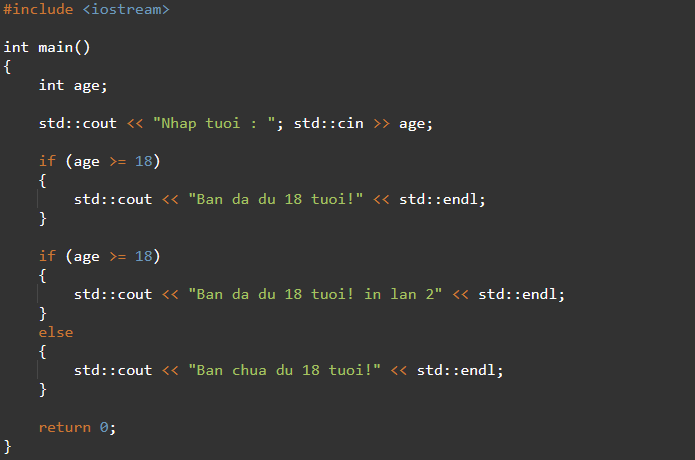 #include <iostream>
int main()
{
int age;
std::cout << "Nhap tuoi : "; std::cin >> age;
if (age >= 18)
{
std::cout << "Ban da du 18 tuoi!" << std::endl;
}
if (age >= 18)
{
std::cout << "Ban da du 18 tuoi! in lan 2" << std::endl;
}
else
{
std::cout << "Ban chua du 18 tuoi!" << std::endl;
}
return 0;
}